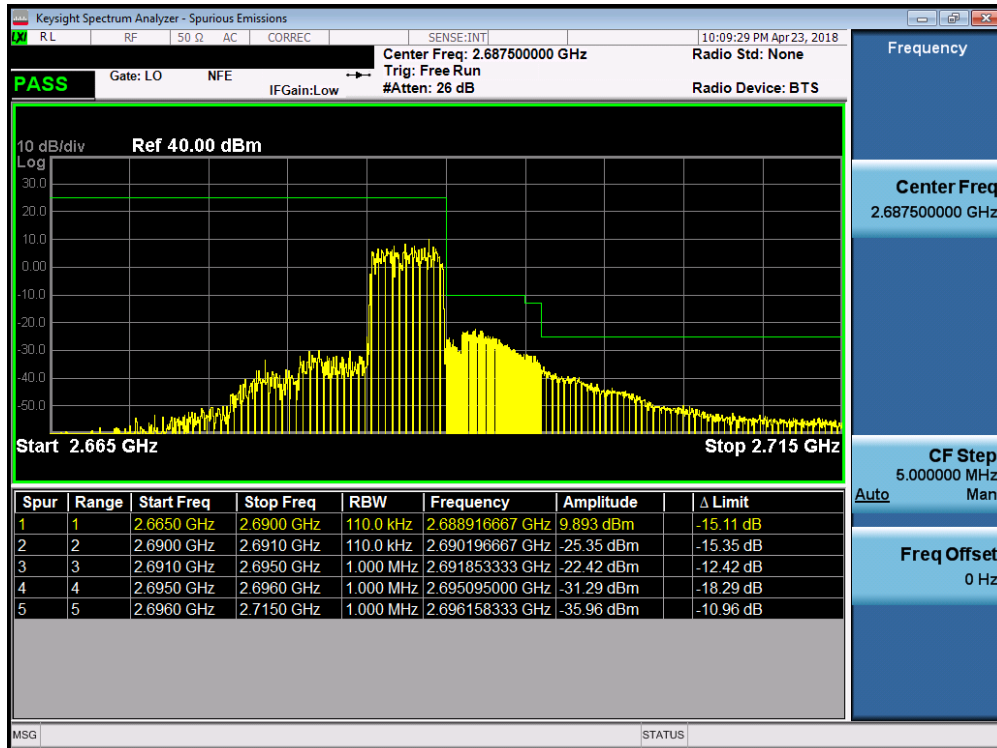 Keysight Spectrum Analyzer - Spurious Emissions
LXI RL RF 50 Ω AC CORREC SENSE:INT 10:09:29 PM Apr 23, 2018
Center Freq: 2.687500000 GHz Radio Std: None
PASS Gate: LO NFE Trig: Free Run
IFGain:Low #Atten: 26 dB Radio Device: BTS
10 dB/div Ref 40.00 dBm
Log
30.0
20.0
10.0
0.00
-10.0
-20.0
-30.0
-40.0
-50.0
Start 2.665 GHz Stop 2.715 GHz
Spur Range Start Freq Stop Freq RBW Frequency Amplitude Δ Limit
1 1 2.6650 GHz 2.6900 GHz 110.0 kHz 2.688916667 GHz 9.893 dBm -15.11 dB
2 2 2.6900 GHz 2.6910 GHz 110.0 kHz 2.690196667 GHz -25.35 dBm -15.35 dB
3 3 2.6910 GHz 2.6950 GHz 1.000 MHz 2.691853333 GHz -22.42 dBm -12.42 dB
4 4 2.6950 GHz 2.6960 GHz 1.000 MHz 2.695095000 GHz -31.29 dBm -18.29 dB
5 5 2.6960 GHz 2.7150 GHz 1.000 MHz 2.696158333 GHz -35.96 dBm -10.96 dB
MSG STATUS
Frequency
Center Freq
2.687500000 GHz
CF Step
5.000000 MHz
Auto Man
Freq Offset
0 Hz